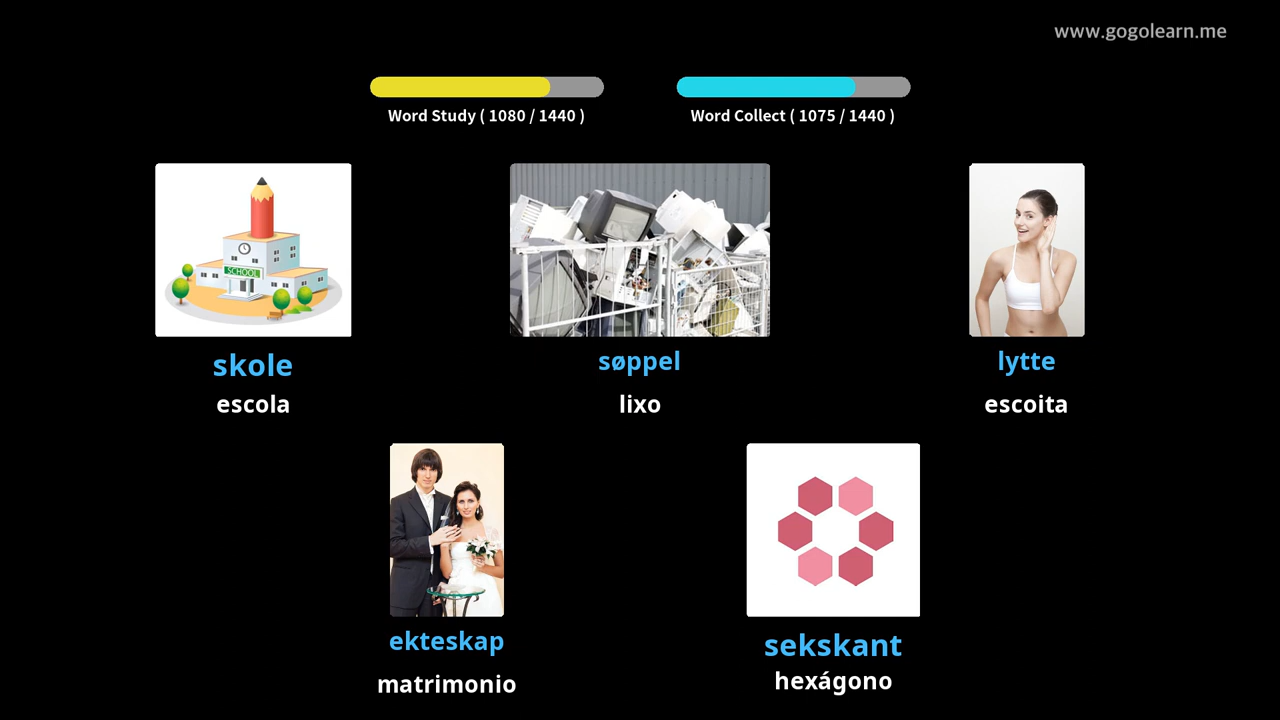 www.gogolearn.me
Word Study ( 1080 / 1440 )
Word Collect ( 1075 / 1440 )
SCHOOL
skole
escola
søppel
lixo
lytte
escoita
ekteskap
matrimonio
sekskant
hexágono